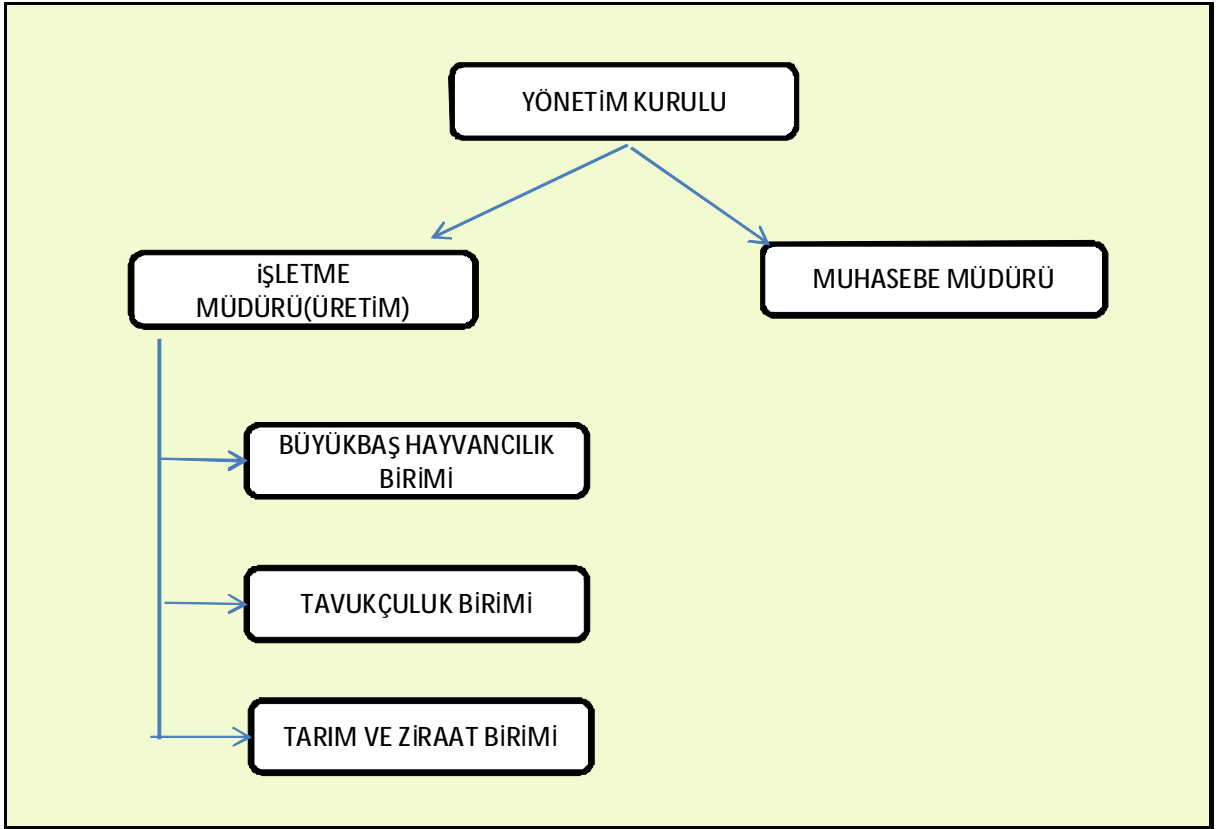 YÖNETİM KURULU
İŞLETME
MÜDÜRÜ(ÜRETİM)
MUHASEBE MÜDÜRÜ
BÜYÜKBAŞ HAYVANCILIK
BİRİMİ
TAVUKÇULUK BİRİMİ
TARIM VE ZİRAAT BİRİMİ